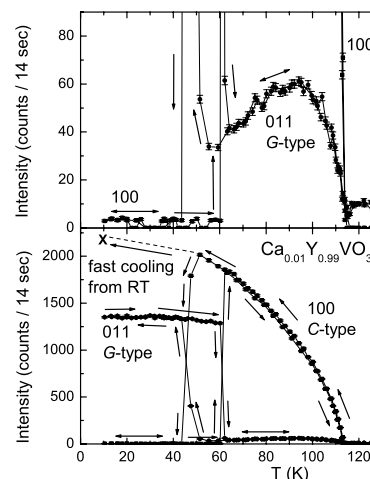 Intensity (counts / 14 sec)
80
60
40
20
0
100
011
G-type
100
Intensity (counts / 14 sec)
2000
1500
1000
500
0
X
fast cooling
from RT
Ca0.01Y0.99VO3
011
G-type
100
C-type
0 20 40 60 80 100 120
T (K)